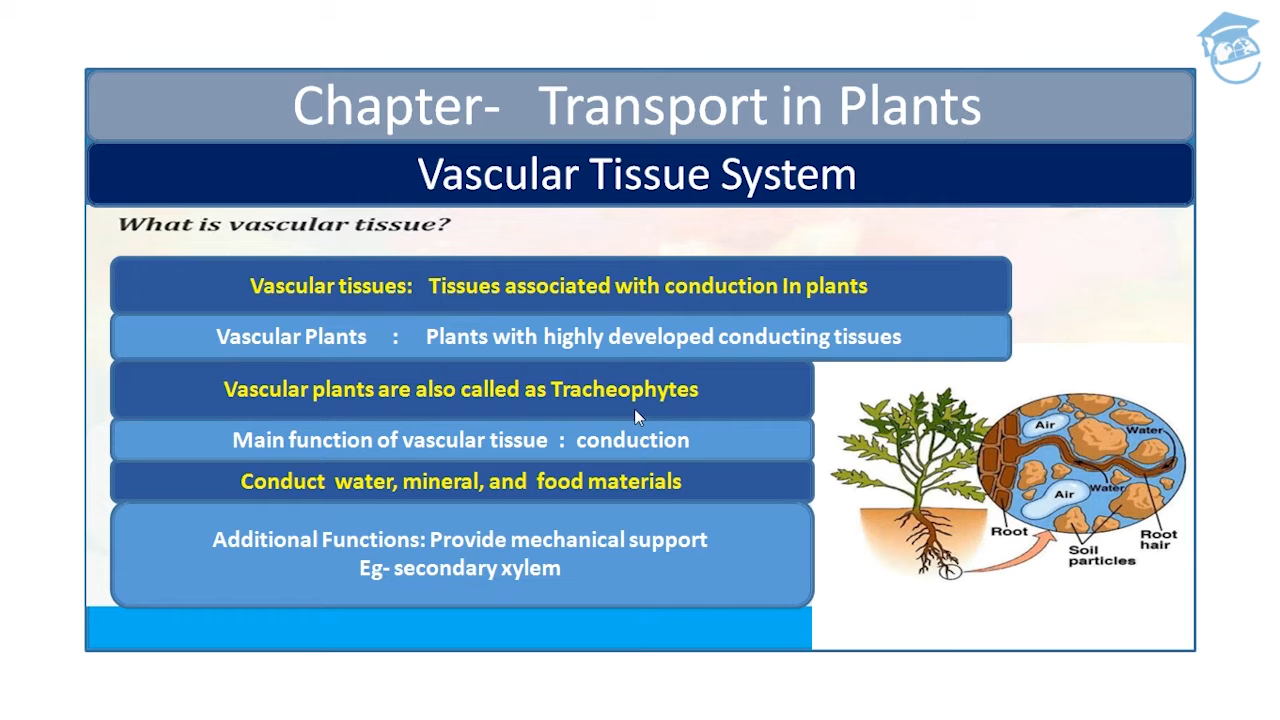 Chapter- Transport in Plants
Vascular Tissue System
What is vascular tissue?
Vascular tissues: Tissues associated with conduction In plants
Vascular Plants : Plants with highly developed conducting tissues
Vascular plants are also called as Tracheophytes
Main function of vascular tissue : conduction
Conduct water, mineral, and food materials
Additional Functions: Provide mechanical support
Eg- secondary xylem
Air
Water
Air
Water
Root
Soil
particles
Root
hair